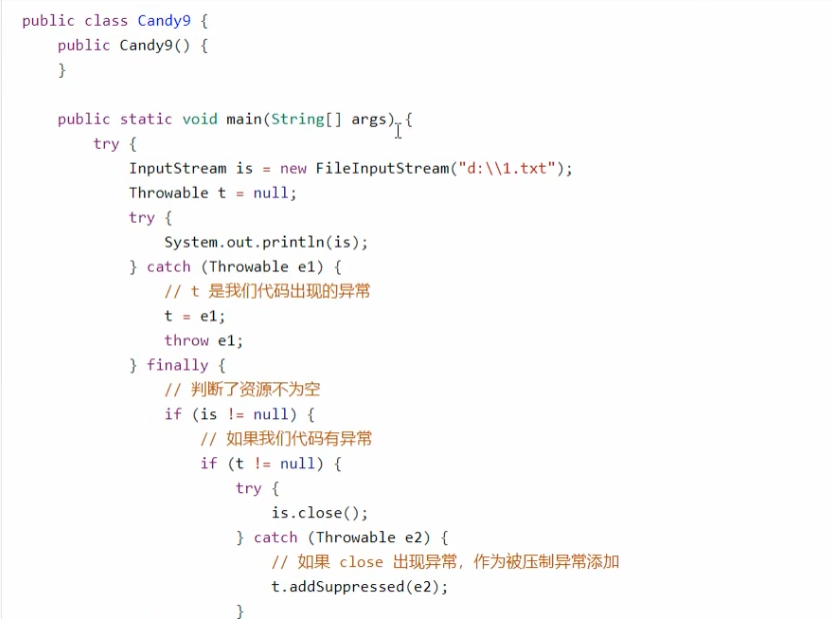 public class Candy9 {
    public Candy9() {
    }

    public static void main(String[] args) {
        try {
            InputStream is = new FileInputStream("d:\\1.txt");
            Throwable t = null;
            try {
                System.out.println(is);
            } catch (Throwable e1) {
                // t 是我们代码出现的异常
                t = e1;
                throw e1;
            } finally {
                // 判断了资源不为空
                if (is != null) {
                    // 如果我们代码有异常
                    if (t != null) {
                        try {
                            is.close();
                        } catch (Throwable e2) {
                            // 如果 close 出现异常，作为被压制异常添加
                            t.addSuppressed(e2);
                        }